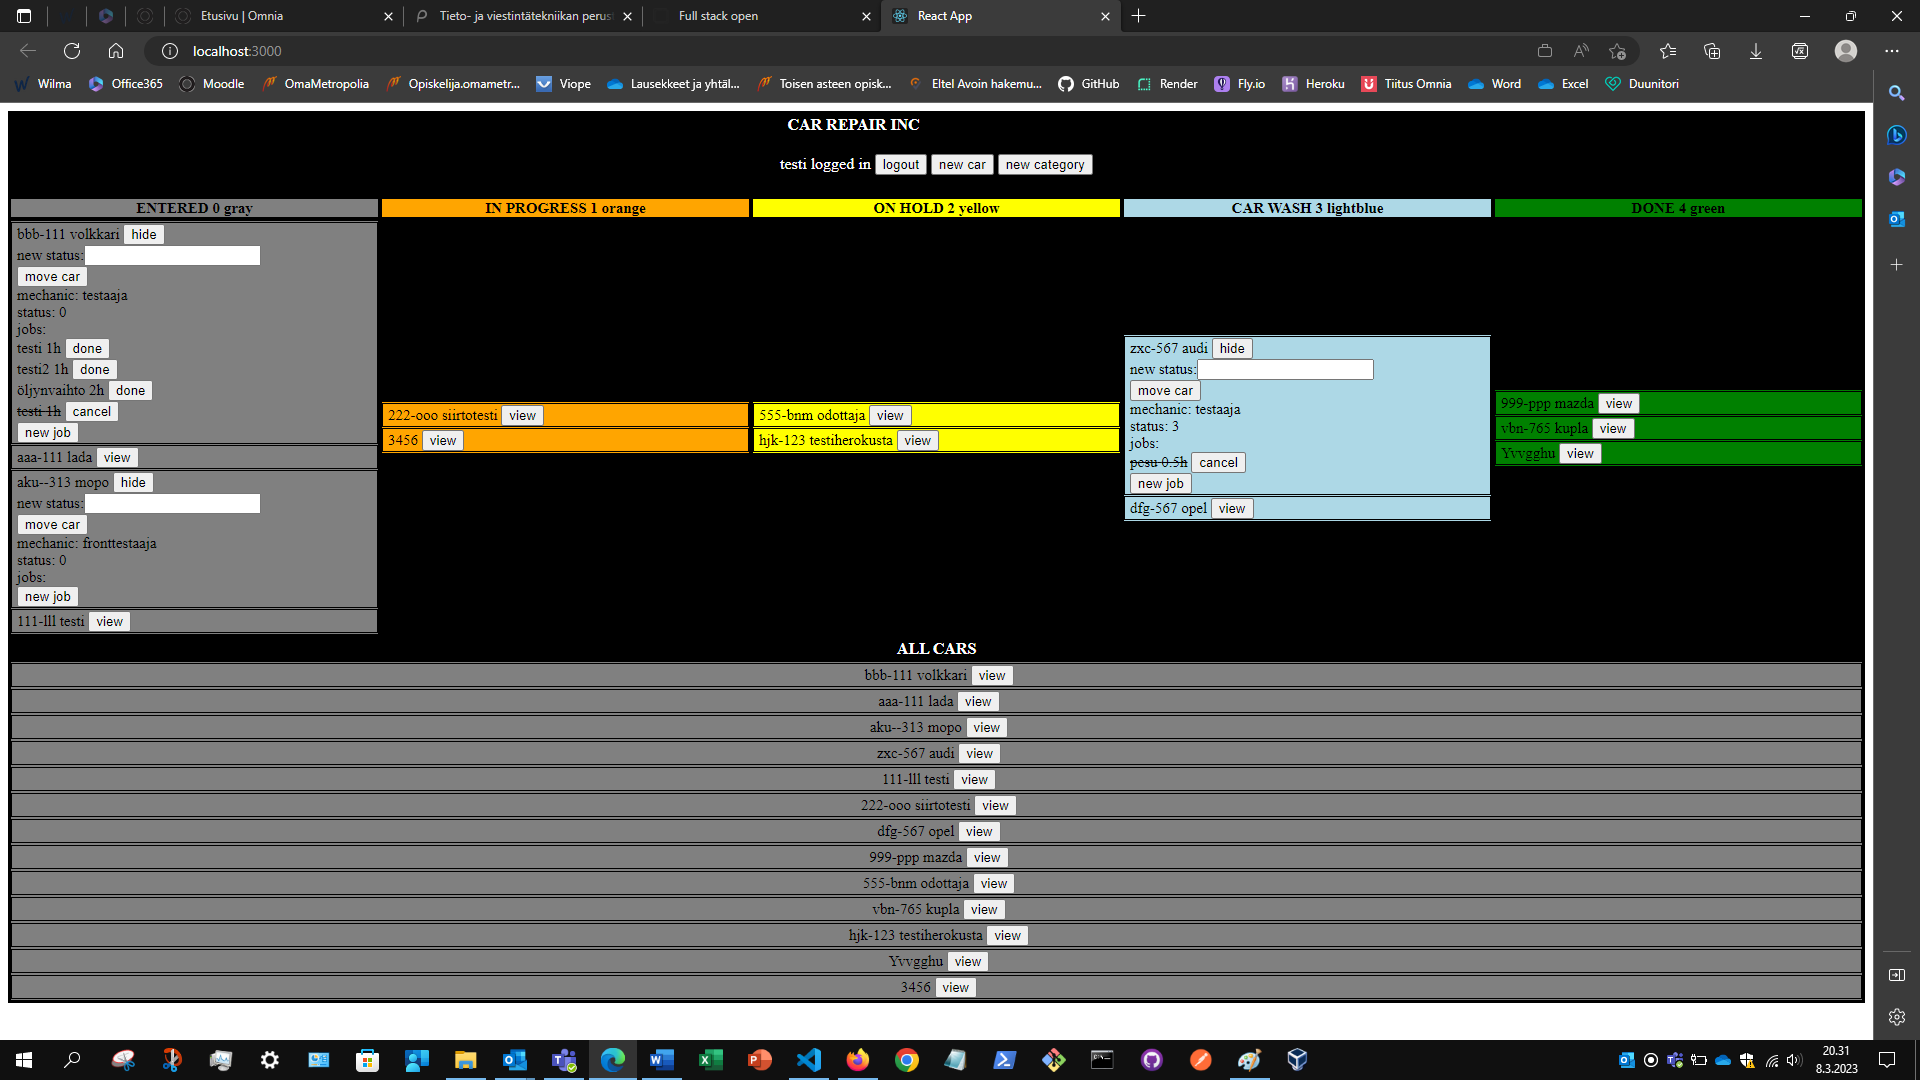 Etusivu | Omnia
Tieto- ja viestintätekniikan perus
Full stack open
React App
localhost:3000
Wilma Office365 Moodle OmaMetropolia Opiskelija.omametr... Viope Lausekkeet ja yhtäl... Toisen asteen opisk... Eltel Avoin hakemu... GitHub Render Fly.io Heroku Tiitus Omnia Word Excel Duunitori
CAR REPAIR INC
testi logged in logout new car new category
ENTERED 0 gray
bbb-111 volkkari hide
new status:
move car
mechanic: testaaja
status: 0
jobs:
testi 1h done
testi2 1h done
öljynvaihto 2h done
testi 1h cancel
new job
aaa-111 lada view
aku--313 mopo hide
new status:
move car
mechanic: fronttestaaja
status: 0
jobs:
new job
111-lll testi view
IN PROGRESS 1 orange
222-ooo siirtotesti view
3456 view
ON HOLD 2 yellow
555-bnm odottaja view
hjk-123 testiherokusta view
CAR WASH 3 lightblue
zxc-567 audi hide
new status:
move car
mechanic: testaaja
status: 3
jobs:
pesu 0.5h cancel
new job
dfg-567 opel view
DONE 4 green
999-ppp mazda view
vbn-765 kupla view
Yvvgghu view
ALL CARS
bbb-111 volkkari view
aaa-111 lada view
aku--313 mopo view
zxc-567 audi view
111-lll testi view
222-ooo siirtotesti view
dfg-567 opel view
999-ppp mazda view
555-bnm odottaja view
vbn-765 kupla view
hjk-123 testiherokusta view
Yvvgghu view
3456 view
20.31
8.3.2023